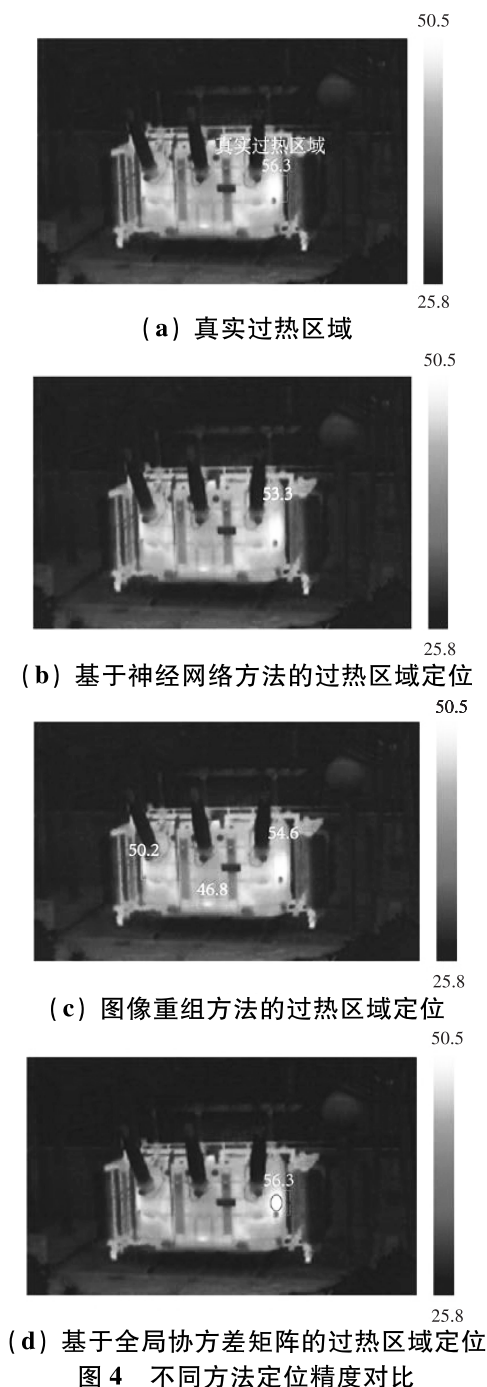 50.5
真实过热区域
56.3
25.8
(a) 真实过热区域
50.5
53.3
25.8
(b) 基于神经网络方法的过热区域定位
50.5
54.6
50.2
46.8
25.8
(c) 图像重组方法的过热区域定位
50.5
56.3
25.8
(d) 基于全局协方差矩阵的过热区域定位
图 4 不同方法定位精度对比